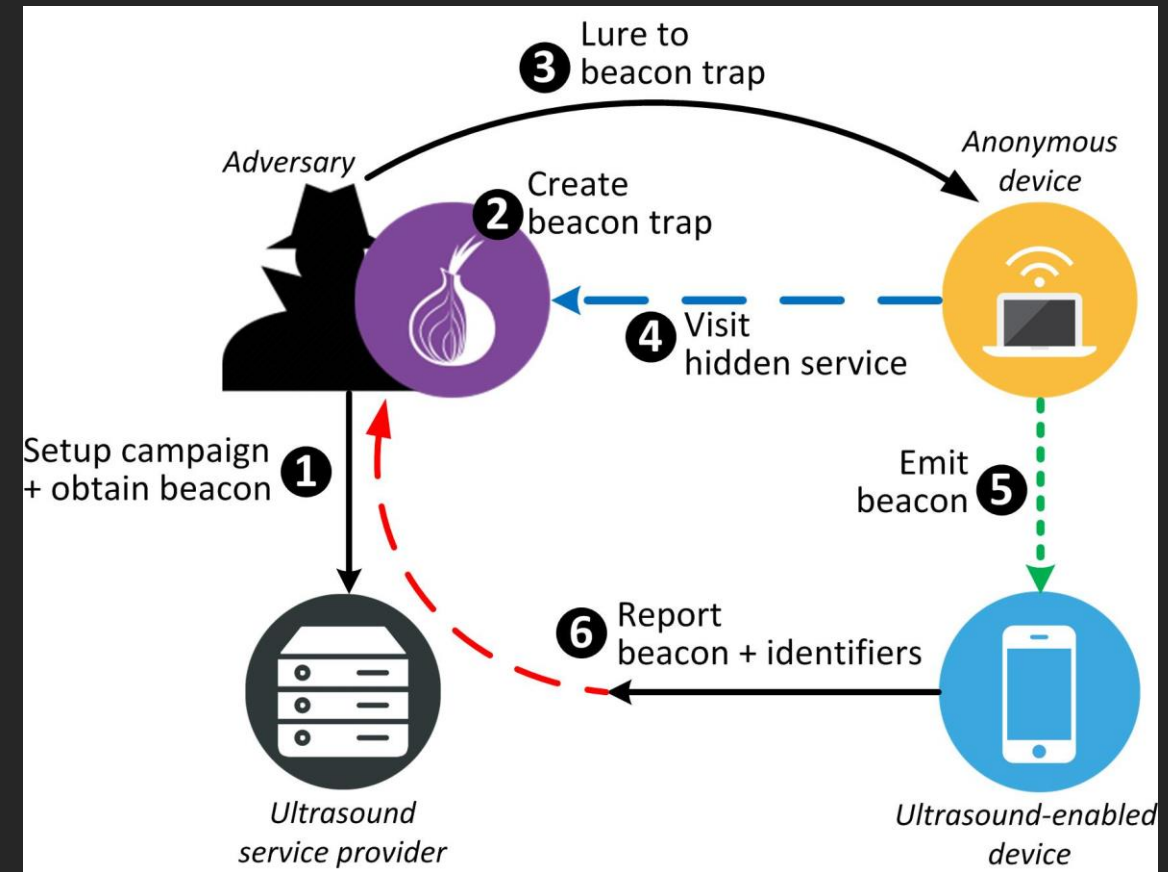 3 Lure to
beacon trap
Adversary
Anonymous
device
2 Create
beacon trap
4 Visit
hidden service
Setup campaign
+ obtain beacon 1
Emit
beacon 5
6 Report
beacon + identifiers
Ultrasound
service provider
Ultrasound-enabled
device